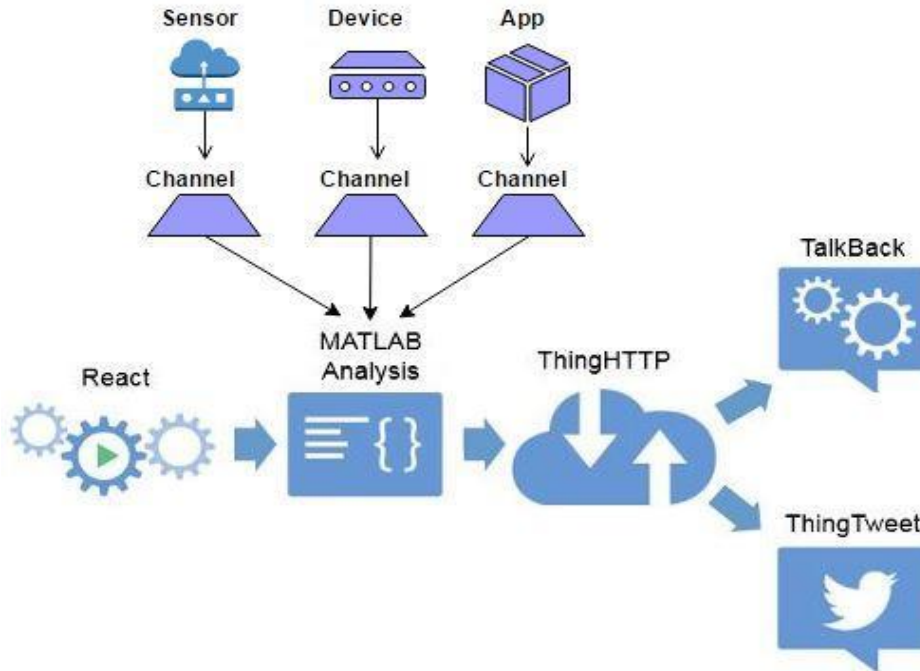 Sensor
Device
App
Channel
Channel
Channel
TalkBack
MATLAB
Analysis
ThingHTTP
React
{}
ThingTweet